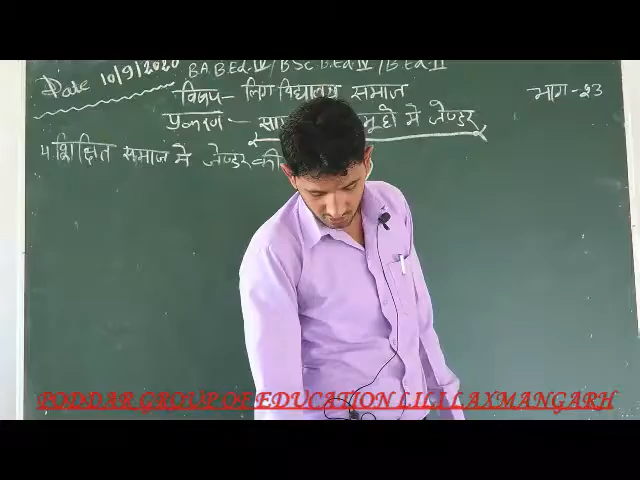 Date 10/9/2020 B.A B.Ed-IV / BSC B.Ed IV / B.Ed-II
विषय- लिंग विद्यालय समाज भाग-23
प्रकरण - मे जेण्डर
शिक्षित समाज मे जेण्डर की
PODDAR GROUP OF EDUCATION LILI LAXMANGARH